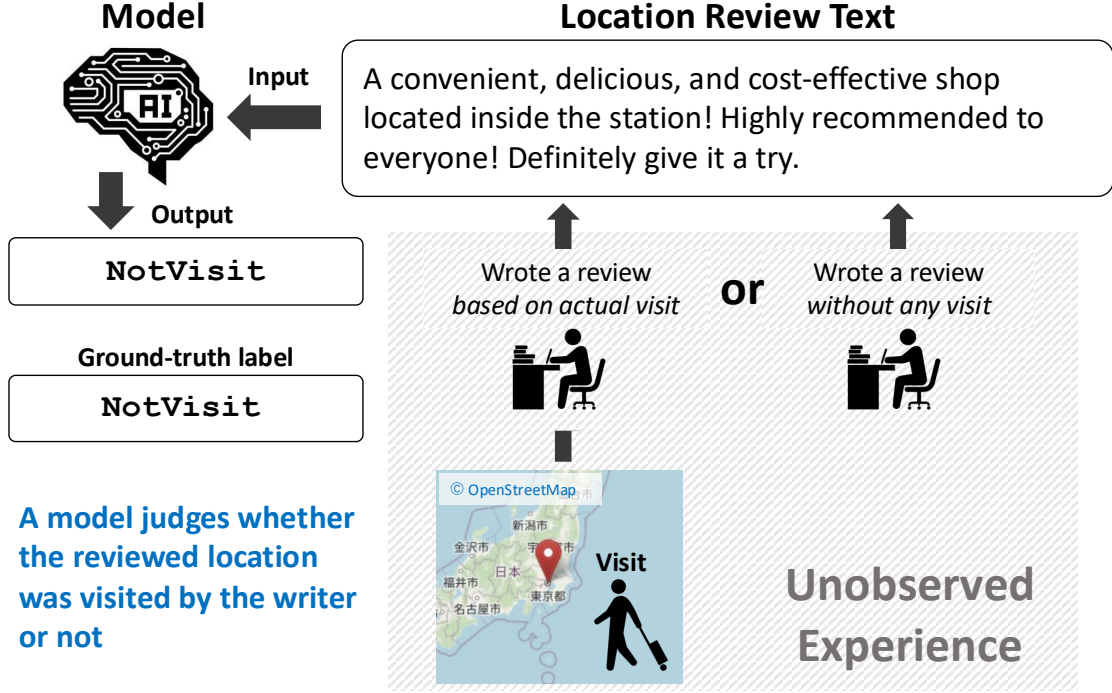 Model
Location Review Text
Input
A convenient, delicious, and cost-effective shop
located inside the station! Highly recommended to
everyone! Definitely give it a try.
AI
Output
NotVisit
Ground-truth label
NotVisit
A model judges whether
the reviewed location
was visited by the writer
or not
Wrote a review
based on actual visit
or
Wrote a review
without any visit
© OpenStreetMap
新潟市
金沢市
日本
福井市
東京都
名古屋市
Visit
Unobserved
Experience